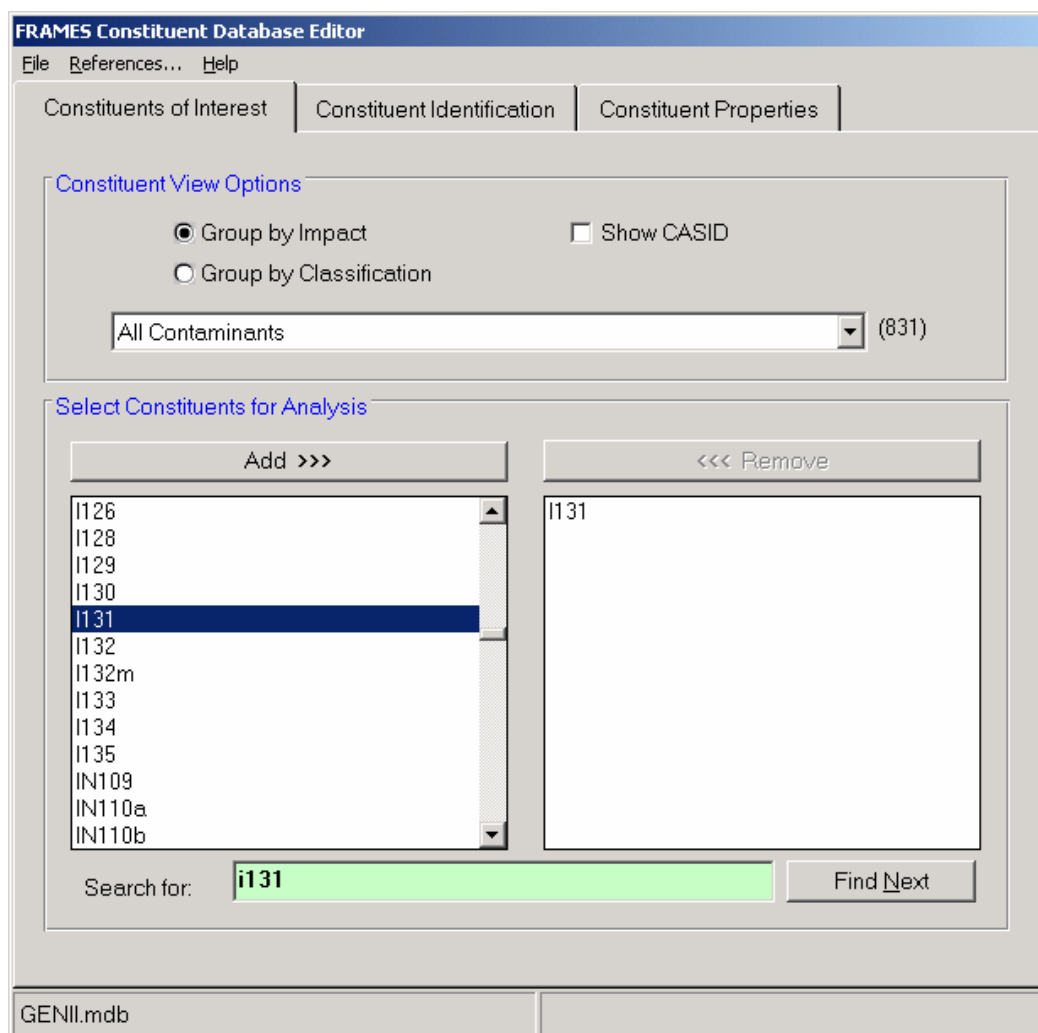 FRAMES Constituent Database Editor
File References... Help
Constituents of Interest Constituent Identification Constituent Properties
Constituent View Options
Group by Impact Show CASID
Group by Classification
All Contaminants (831)
Select Constituents for Analysis
Add >>> <<< Remove
I126 I131
I128
I129
I130
I131
I132
I132m
I133
I134
I135
IN109
IN110a
IN110b
Search for: i131 Find Next
GENII.mdb